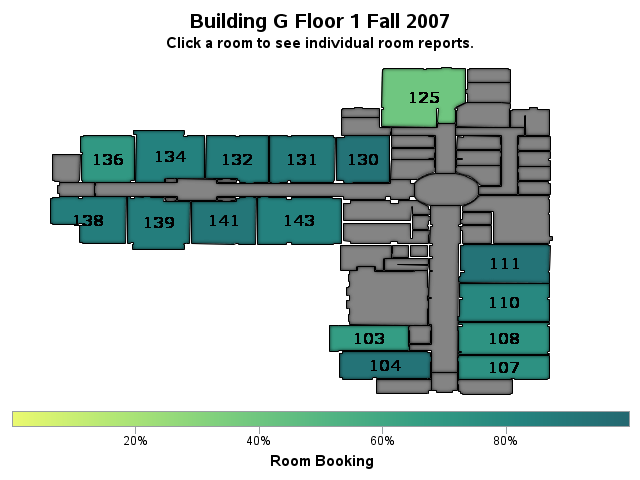 Building G Floor 1 Fall 2007
Click a room to see individual room reports.
125
136 134 132 131 130
138 139 141 143
111
110
103 108
104 107
20% 40% 60% 80%
Room Booking